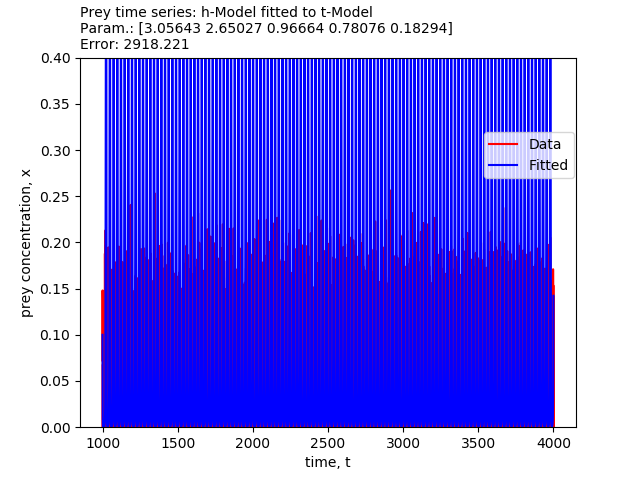 Prey time series: h-Model fitted to t-Model
Param.: [3.05643 2.65027 0.96664 0.78076 0.18294]
Error: 2918.221
0.40
0.35
0.30
0.25
0.20
0.15
0.10
0.05
0.00
prey concentration, x
Data
Fitted
1000 1500 2000 2500 3000 3500 4000
time, t